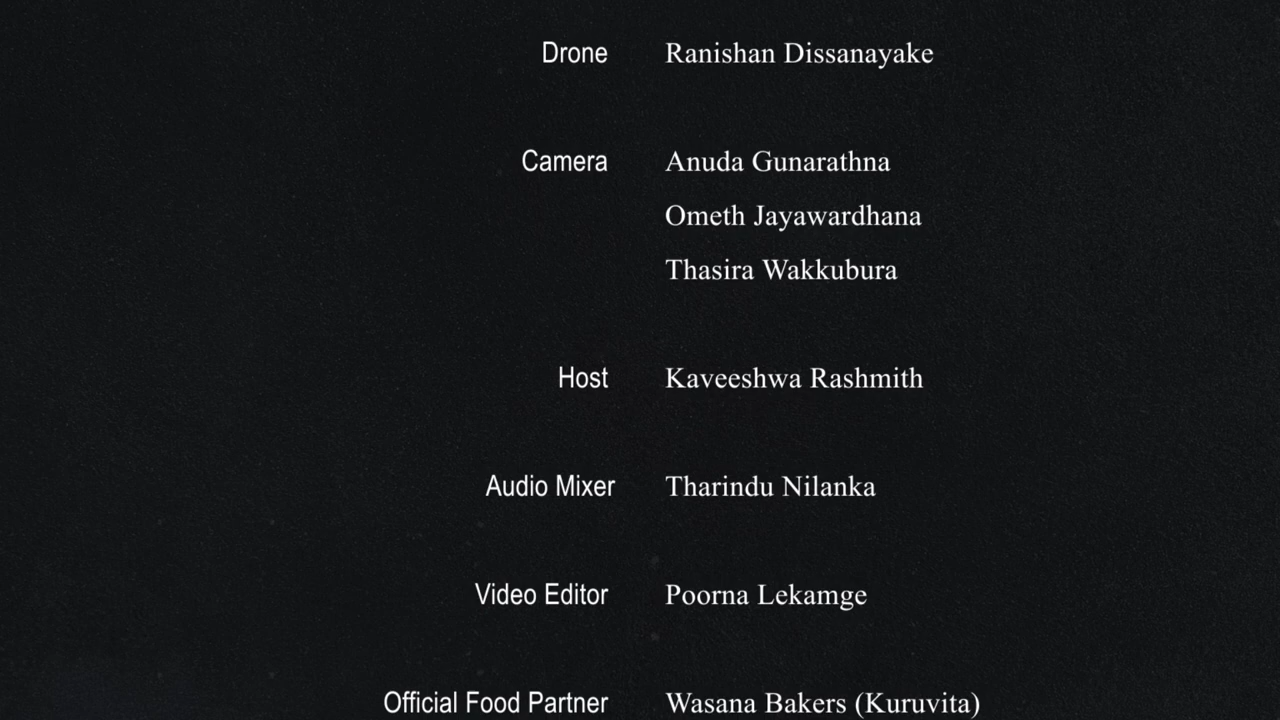 Drone Ranishan Dissanayake
Camera Anuda Gunarathna
Ometh Jayawardhana
Thasira Wakkubura
Host Kaveeshwa Rashmith
Audio Mixer Tharindu Nilanka
Video Editor Poorna Lekamge
Official Food Partner Wasana Bakers (Kuruvita)